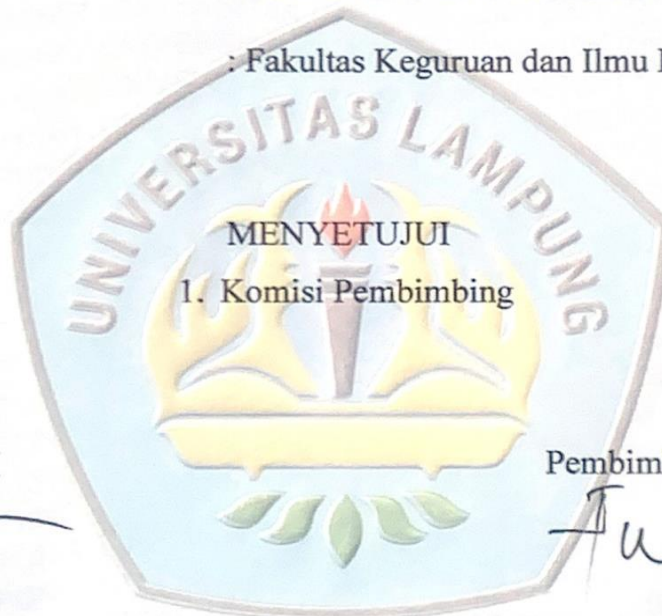 : Fakultas Keguruan dan Ilmu
UNIVERSITAS LAMPUNG
MENYETUJUI
1. Komisi Pembimbing
Pembim